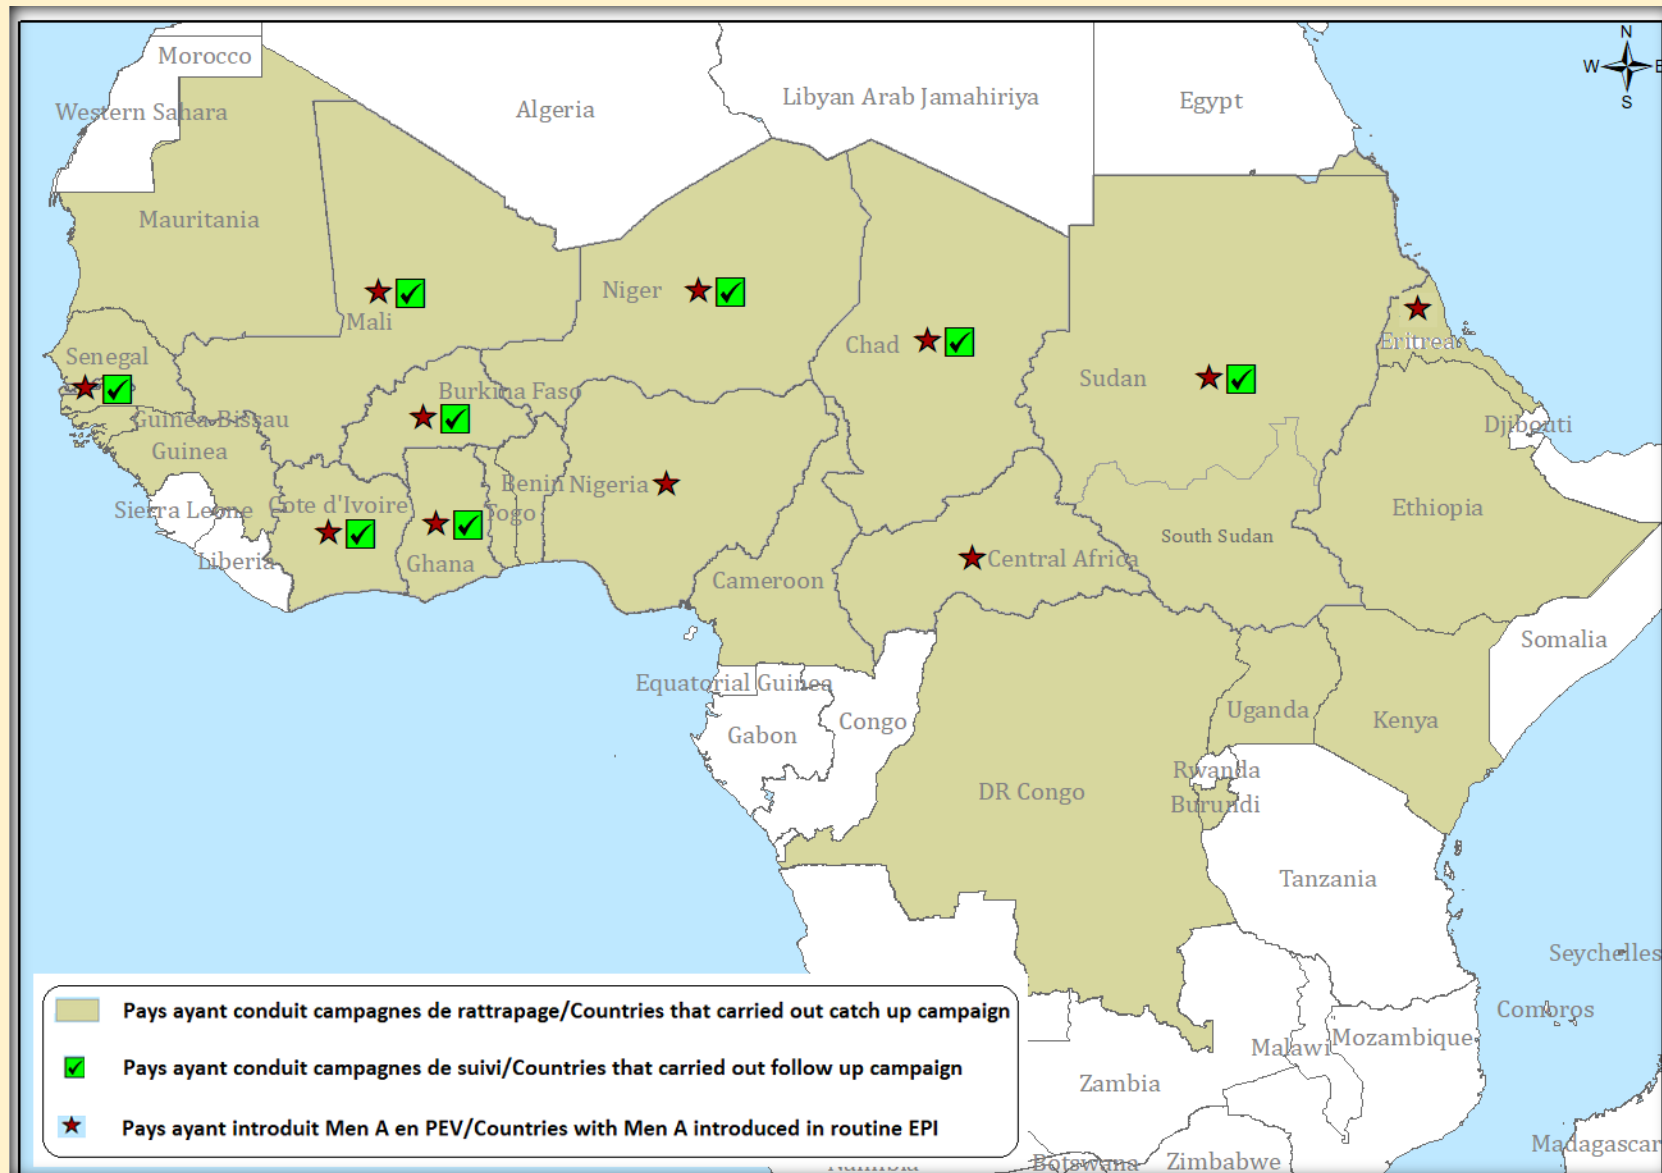 N
W
E
S
Morocco
Western Sahara
Algeria
Libyan Arab Jamahiriya
Egypt
Mauritania
Mali
Niger
Chad
Sudan
Eritrea
Senegal
Burkina Faso
Guinea-Bissau
Guinea
Djibouti
Sierra Leone
Cote d'Ivoire
Benin
Nigeria
Togo
Ethiopia
Liberia
Ghana
South Sudan
Central Africa
Cameroon
Somalia
Equatorial Guinea
Congo
Gabon
Uganda
Kenya
Rwanda
DR Congo
Burundi
Tanzania
Seychelles
Comoros
Malawi
Mozambique
Zambia
Madagascar
Namibia
Botswana
Zimbabwe
Pays ayant conduit campagnes de rattrapage/Countries that carried out catch up campaign
Pays ayant conduit campagnes de suivi/Countries that carried out follow up campaign
Pays ayant introduit Men A en PEV/Countries with Men A introduced in routine EPI